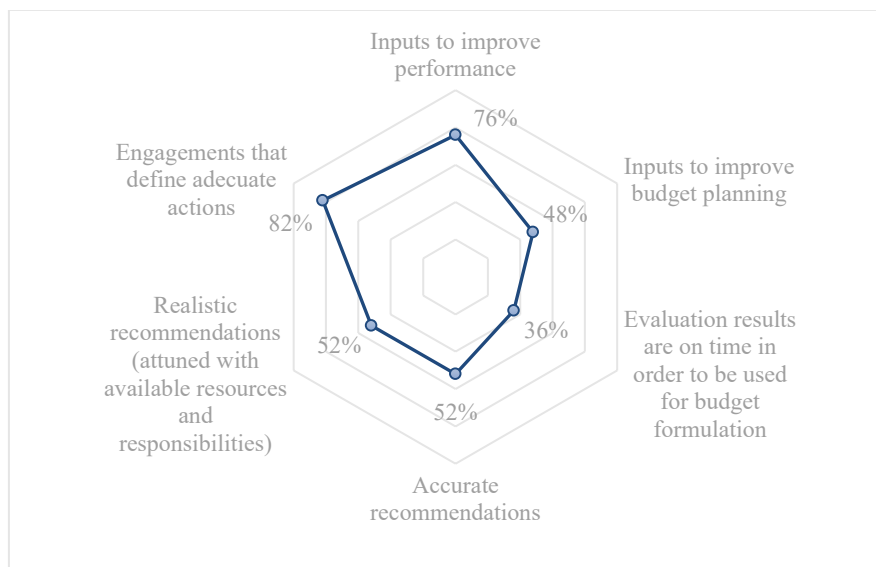 Inputs to improve
performance
76%
Inputs to improve
budget planning
48%
Evaluation results
are on time in
order to be used
for budget
formulation
36%
Accurate
recommendations
52%
Realistic
recommendations
(attuned with
available resources
and
responsibilities)
52%
Engagements that
define adecuate
actions
82%